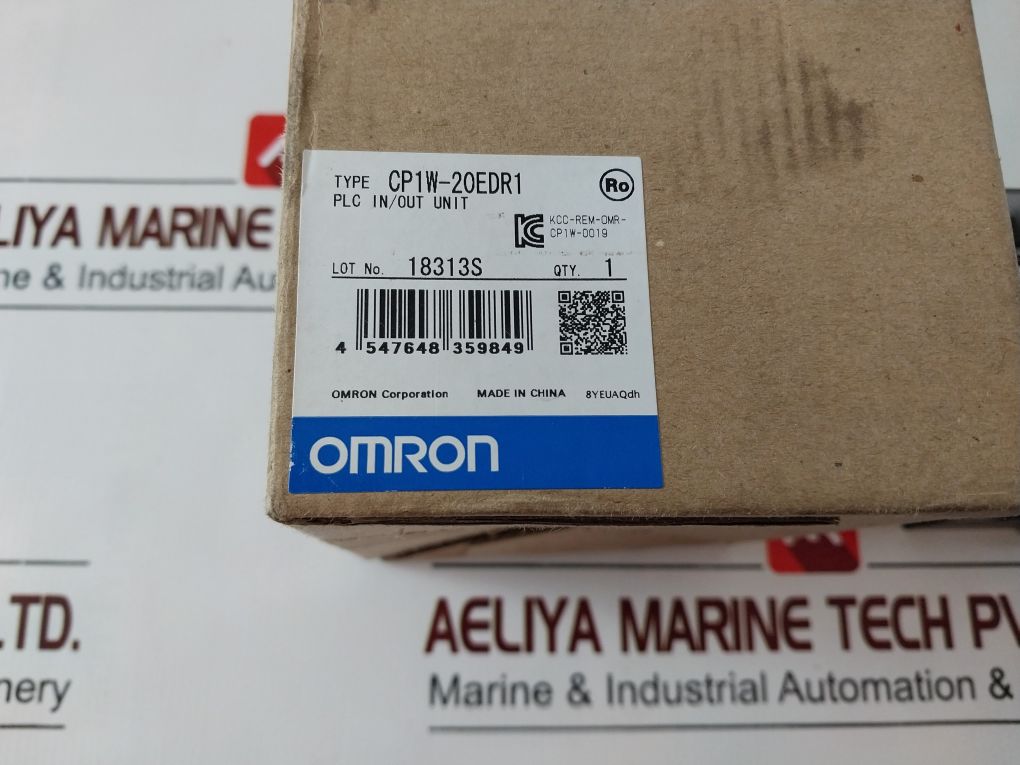 TYPE CP1W-20EDR1
PLC IN/OUT UNIT
Ro
KCC-REM-OMR-
CP1W-0019
LOT No. 18313S QTY. 1
4 547648 359849
OMRON Corporation MADE IN CHINA 8YEUAQdh
OMRON
LIYA MARINE
ne & Industrial Au
LTD.
nery
AELIYA MARINE TECH PV
Marine & Industrial Automation &